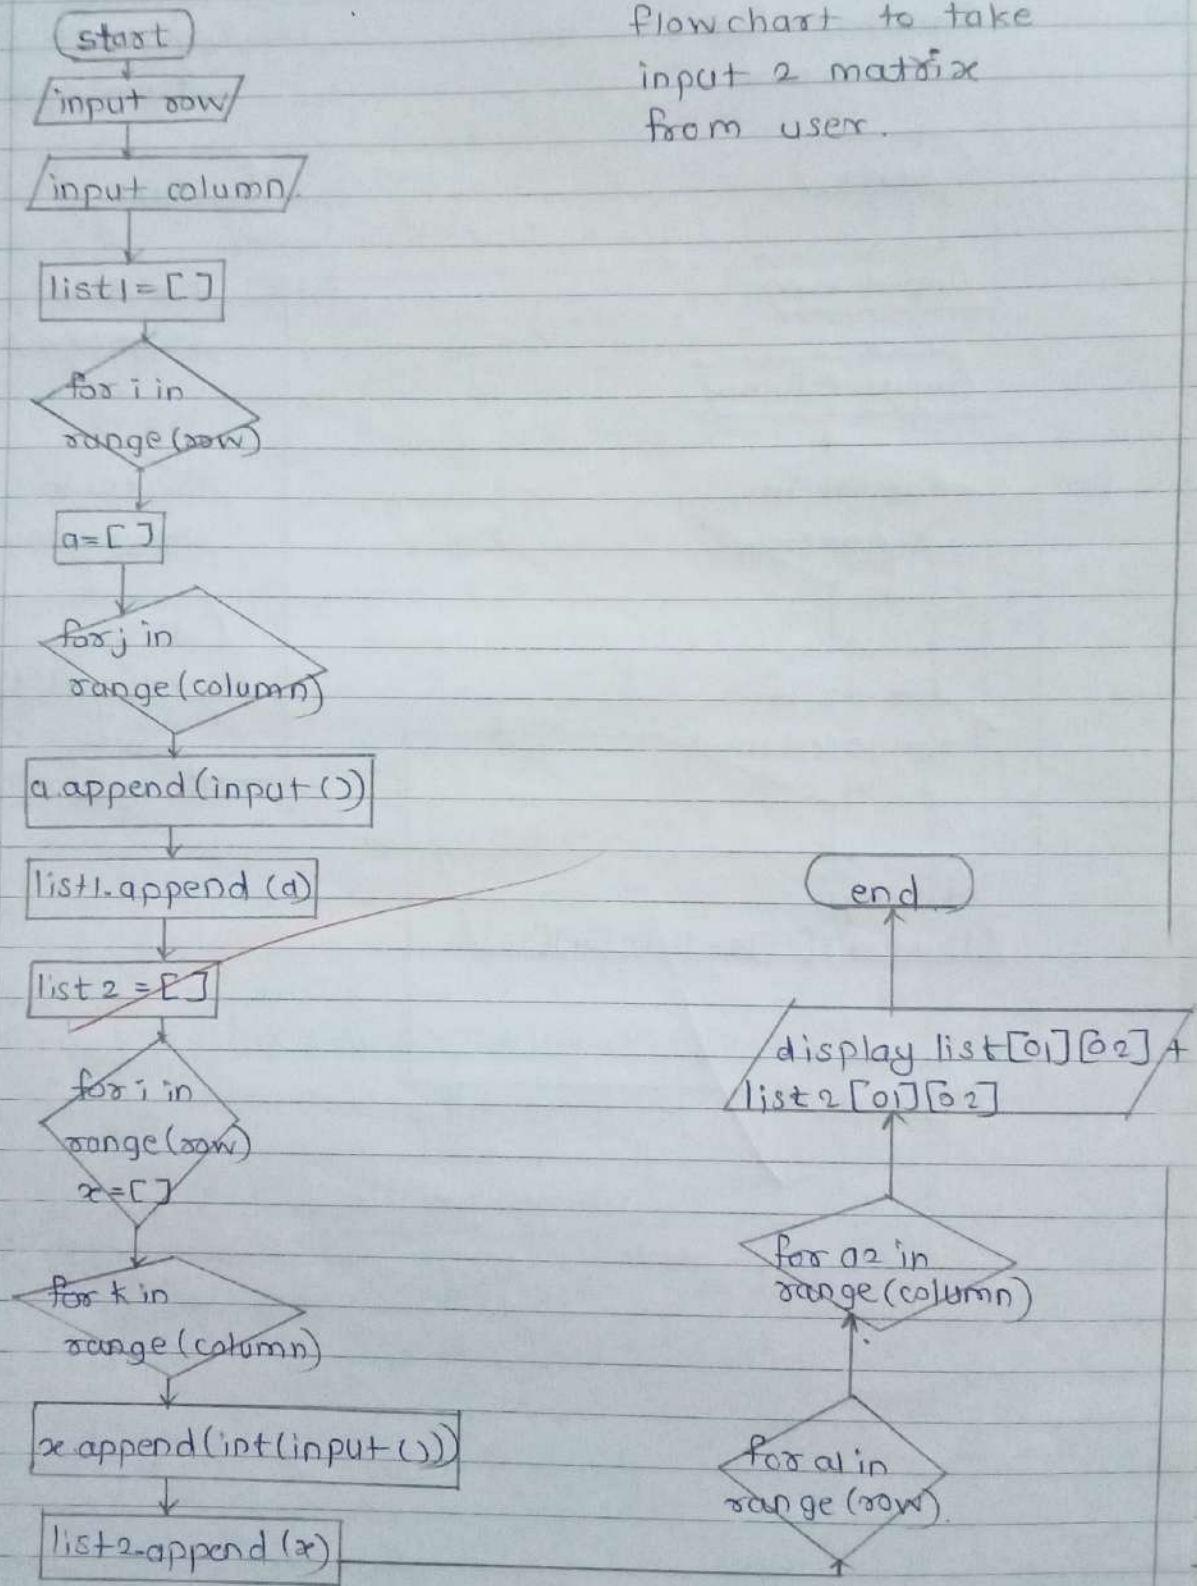 start
flowchart to take
input 2 matrix
from user.
input row
input column
list1=[ ]
for i in
range(row)
a=[ ]
for j in
range(column)
a.append(input())
list1.append(a)
list2=[]
for i in
range(row)
x=[]
for k in
range(column)
x.append(int(input()))
list2.append(x)
for a1 in
range(row).
for a2 in
range(column)
display list[a1][a2]+
list2[a1][a2]
end